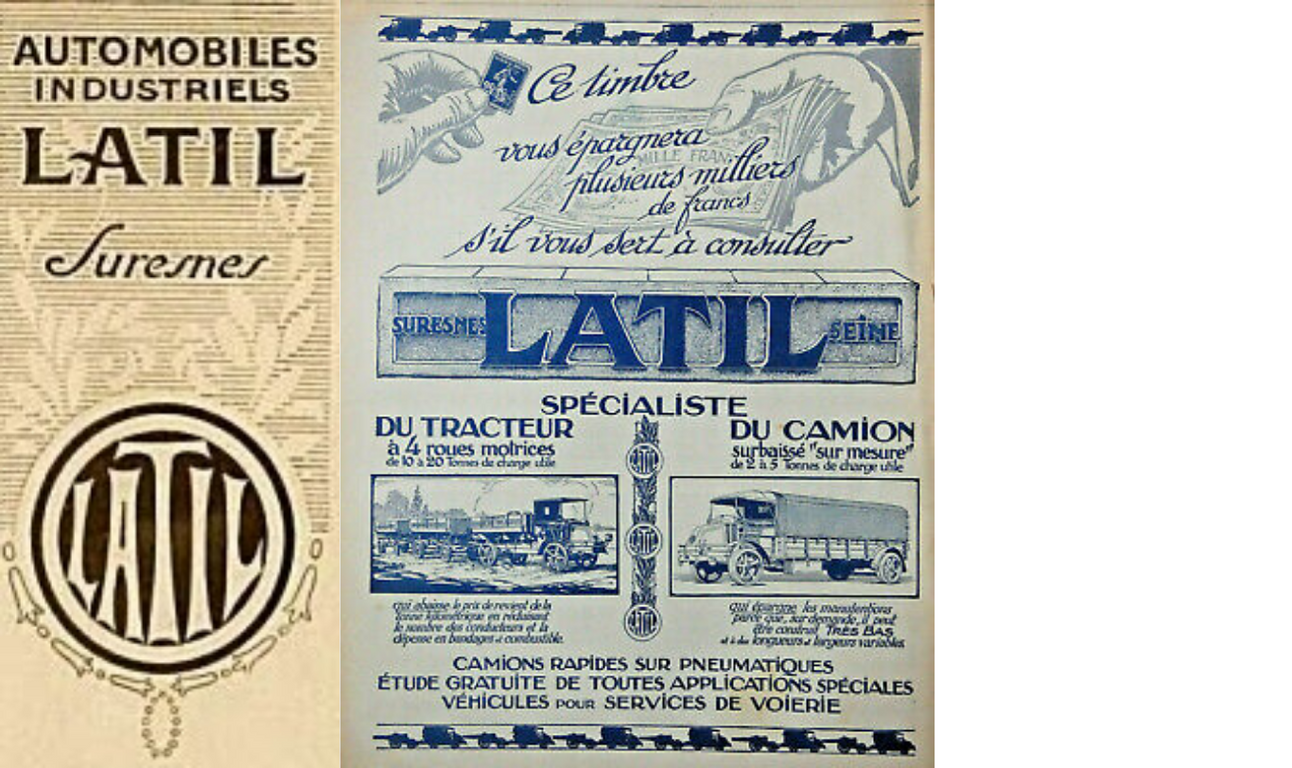 AUTOMOBILES
INDUSTRIELS
LATIL
Suresnes
LATIL
Ce timbre
vous épargnera
MILLE FRAN
plusieurs milliers
de francs
s'il vous sert à consulter
SURESNES LATIL SEINE
SPÉCIALISTE
DU TRACTEUR
à 4 roues motrices
de 10 à 20 Tonnes de charge utile
DU CAMION
surbaissé "sur mesure"
de 2 à 5 Tonnes de charge utile
LATIL
LATIL
LATIL
qui abaisse le prix de revient de la
tonne kilométrique en réduisant
le nombre des conducteurs et la
dépense en bandages et combustible.
qui épargne les manutentions
parce que, sur demande, il peut
être construit TRÈS BAS
et à des longueurs et largeurs variables.
CAMIONS RAPIDES SUR PNEUMATIQUES
ÉTUDE GRATUITE DE TOUTES APPLICATIONS SPÉCIALES
VÉHICULES POUR SERVICES DE VOIERIE